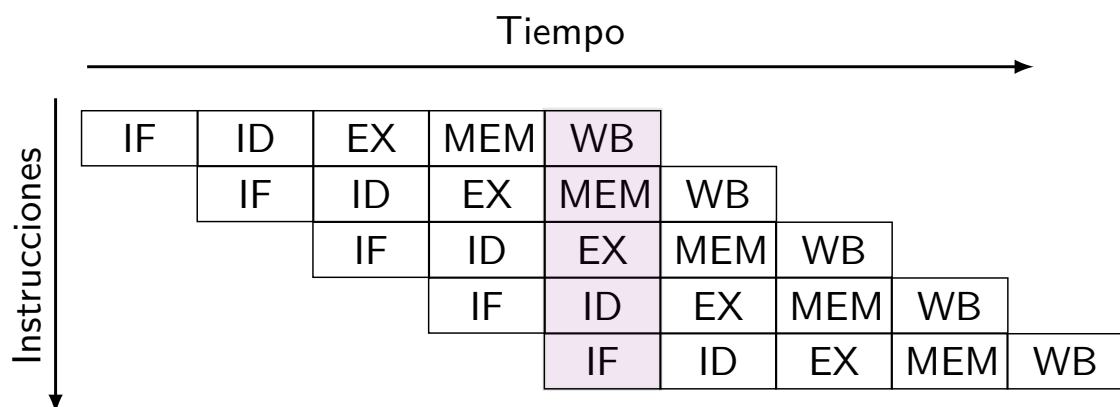 Tiempo
Instrucciones
IF ID EX MEM WB
IF ID EX MEM WB
IF ID EX MEM WB
IF ID EX MEM WB
IF ID EX MEM WB